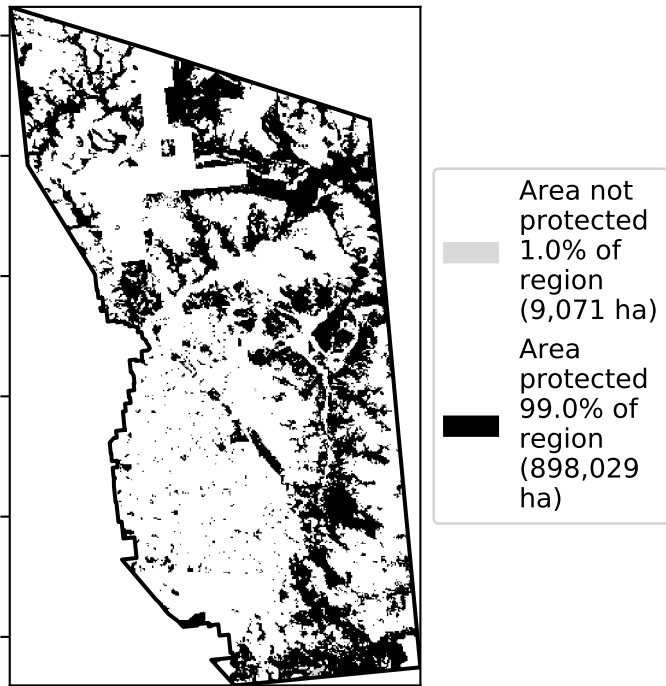 Area not
protected
1.0% of
region
(9,071 ha)
Area
protected
99.0% of
region
(898,029
ha)